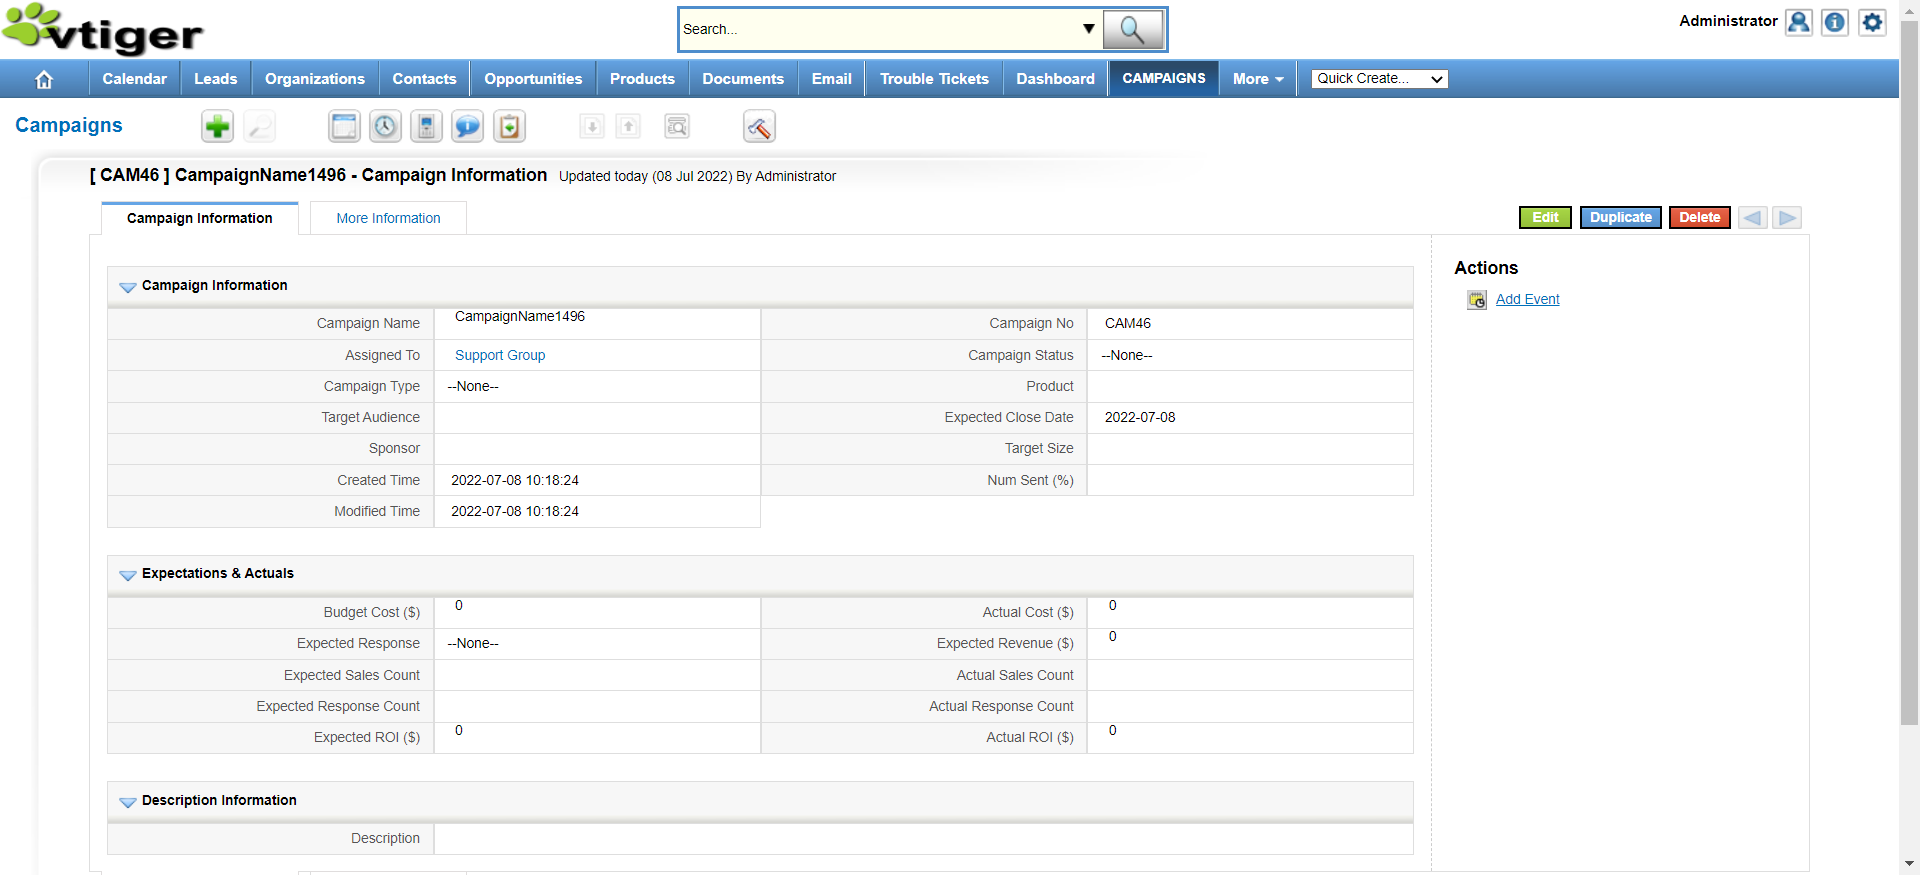 vtiger
Search...
Administrator
Calendar Leads Organizations Contacts Opportunities Products Documents Email Trouble Tickets Dashboard CAMPAIGNS More Quick Create...
Campaigns
[ CAM46 ] CampaignName1496 - Campaign Information Updated today (08 Jul 2022) By Administrator
Campaign Information More Information Edit Duplicate Delete
Actions
Add Event
Campaign Information
Campaign Name CampaignName1496 Campaign No CAM46
Assigned To Support Group Campaign Status --None--
Campaign Type --None-- Product
Target Audience Expected Close Date 2022-07-08
Sponsor Target Size
Created Time 2022-07-08 10:18:24 Num Sent (%)
Modified Time 2022-07-08 10:18:24
Expectations & Actuals
Budget Cost ($) 0 Actual Cost ($) 0
Expected Response --None-- Expected Revenue ($) 0
Expected Sales Count Actual Sales Count
Expected Response Count Actual Response Count
Expected ROI ($) 0 Actual ROI ($) 0
Description Information
Description